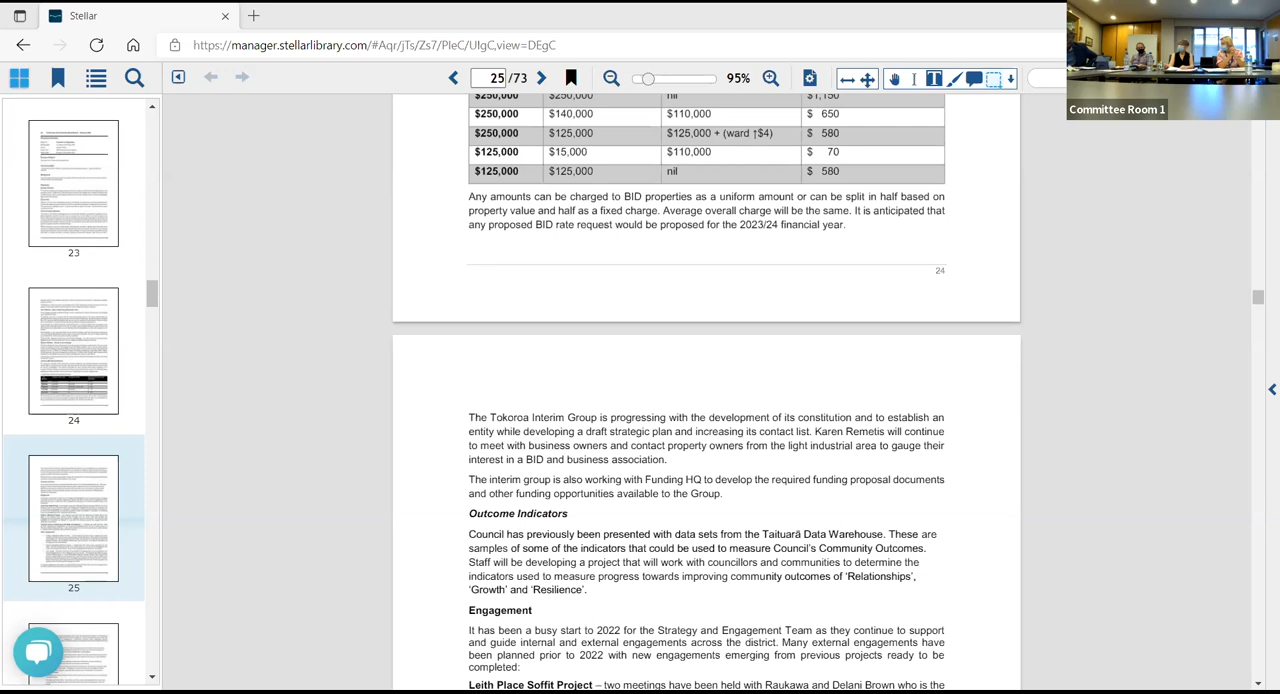 Stellar
https://manager.stellarlibrary.com/#Aqr/jTs/Zs7/PleC/UIgC,view=DEgC
25 /73
95%
Committee Room 1
23
24
25
$250,000 $250,000 nil $1,150
$250,000 $140,000 $110,000 $ 650
$250,000 $125,000 $125,000 + (ward ↑$4) $ 580
$125,000 $15,000 $110,000 $ 70
$125,000 $125,000 nil $ 580
Any amounts can be charged to BID properties as a uniform amount or can be split in half based on
property value and half as a fixed charge. Average overall charge will be the same. It is anticipated that
any proposed BID rate request would be proposed for the 2023/24 financial year.
24
The Tokoroa Interim Group is progressing with the development of its constitution and to establish an
entity while developing a draft strategic plan and increasing its contact list. Karen Remetis will continue
to meet with business owners and contact property owners from the light industrial area to gauge their
interest in a BID and business association.
The interim group is also working with Funding HQ to develop the required funding proposal documents
and other funding opportunities available to the Group.
Outcome Indicators
Council has previously been presented with data sets from the Taituarā Data Warehouse. These are
samples of some of the indicators that could be used to measure Council's Community Outcomes.
Staff will be developing a project that will work with councillors and communities to determine the
indicators used to measure progress towards improving community outcomes of 'Relationships',
'Growth' and 'Resilience'.
Engagement
It has been a busy start to 2022 for the Strategy and Engagement Team as they continue to support
and guide internal and external engagements across the district. Many external engagements have
been planned prior to 2022 with new engagements emerging from previous projects ready to be
completed:
Leith Place Stage Refit Project – two meetings have been held in Tirau. Delani Brown who is the